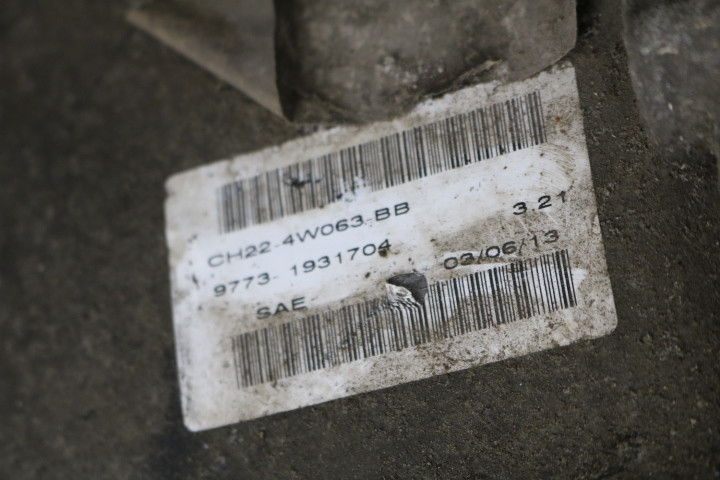 CH22-4W063-BB 3.21
9773- 1931704 03/06/13
SAE